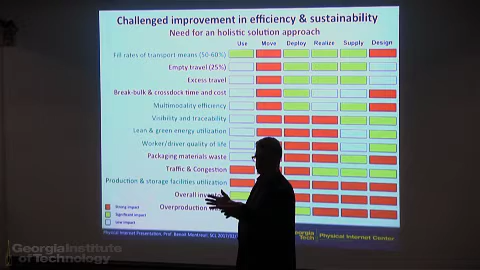 Challenged improvement in efficiency & sustainability
Need for an holistic solution approach
Use Move Deploy Realize Supply Design
Fill rates of transport means (50-60%)
Empty travel (25%)
Excess travel
Break-bulk & crossdock time and cost
Multimodality efficiency
Visibility and traceability
Lean & green energy utilization
Worker/driver quality of life
Packaging materials waste
Traffic & Congestion
Production & storage facilities utilization
Overall
Overproduction
Strong impact
Significant impact
Low impact
Physical Internet Presentation, Prof. Benoit Montreuil,
Georgia
Tech
Physical Internet Center
Georgia Institute
of Technology